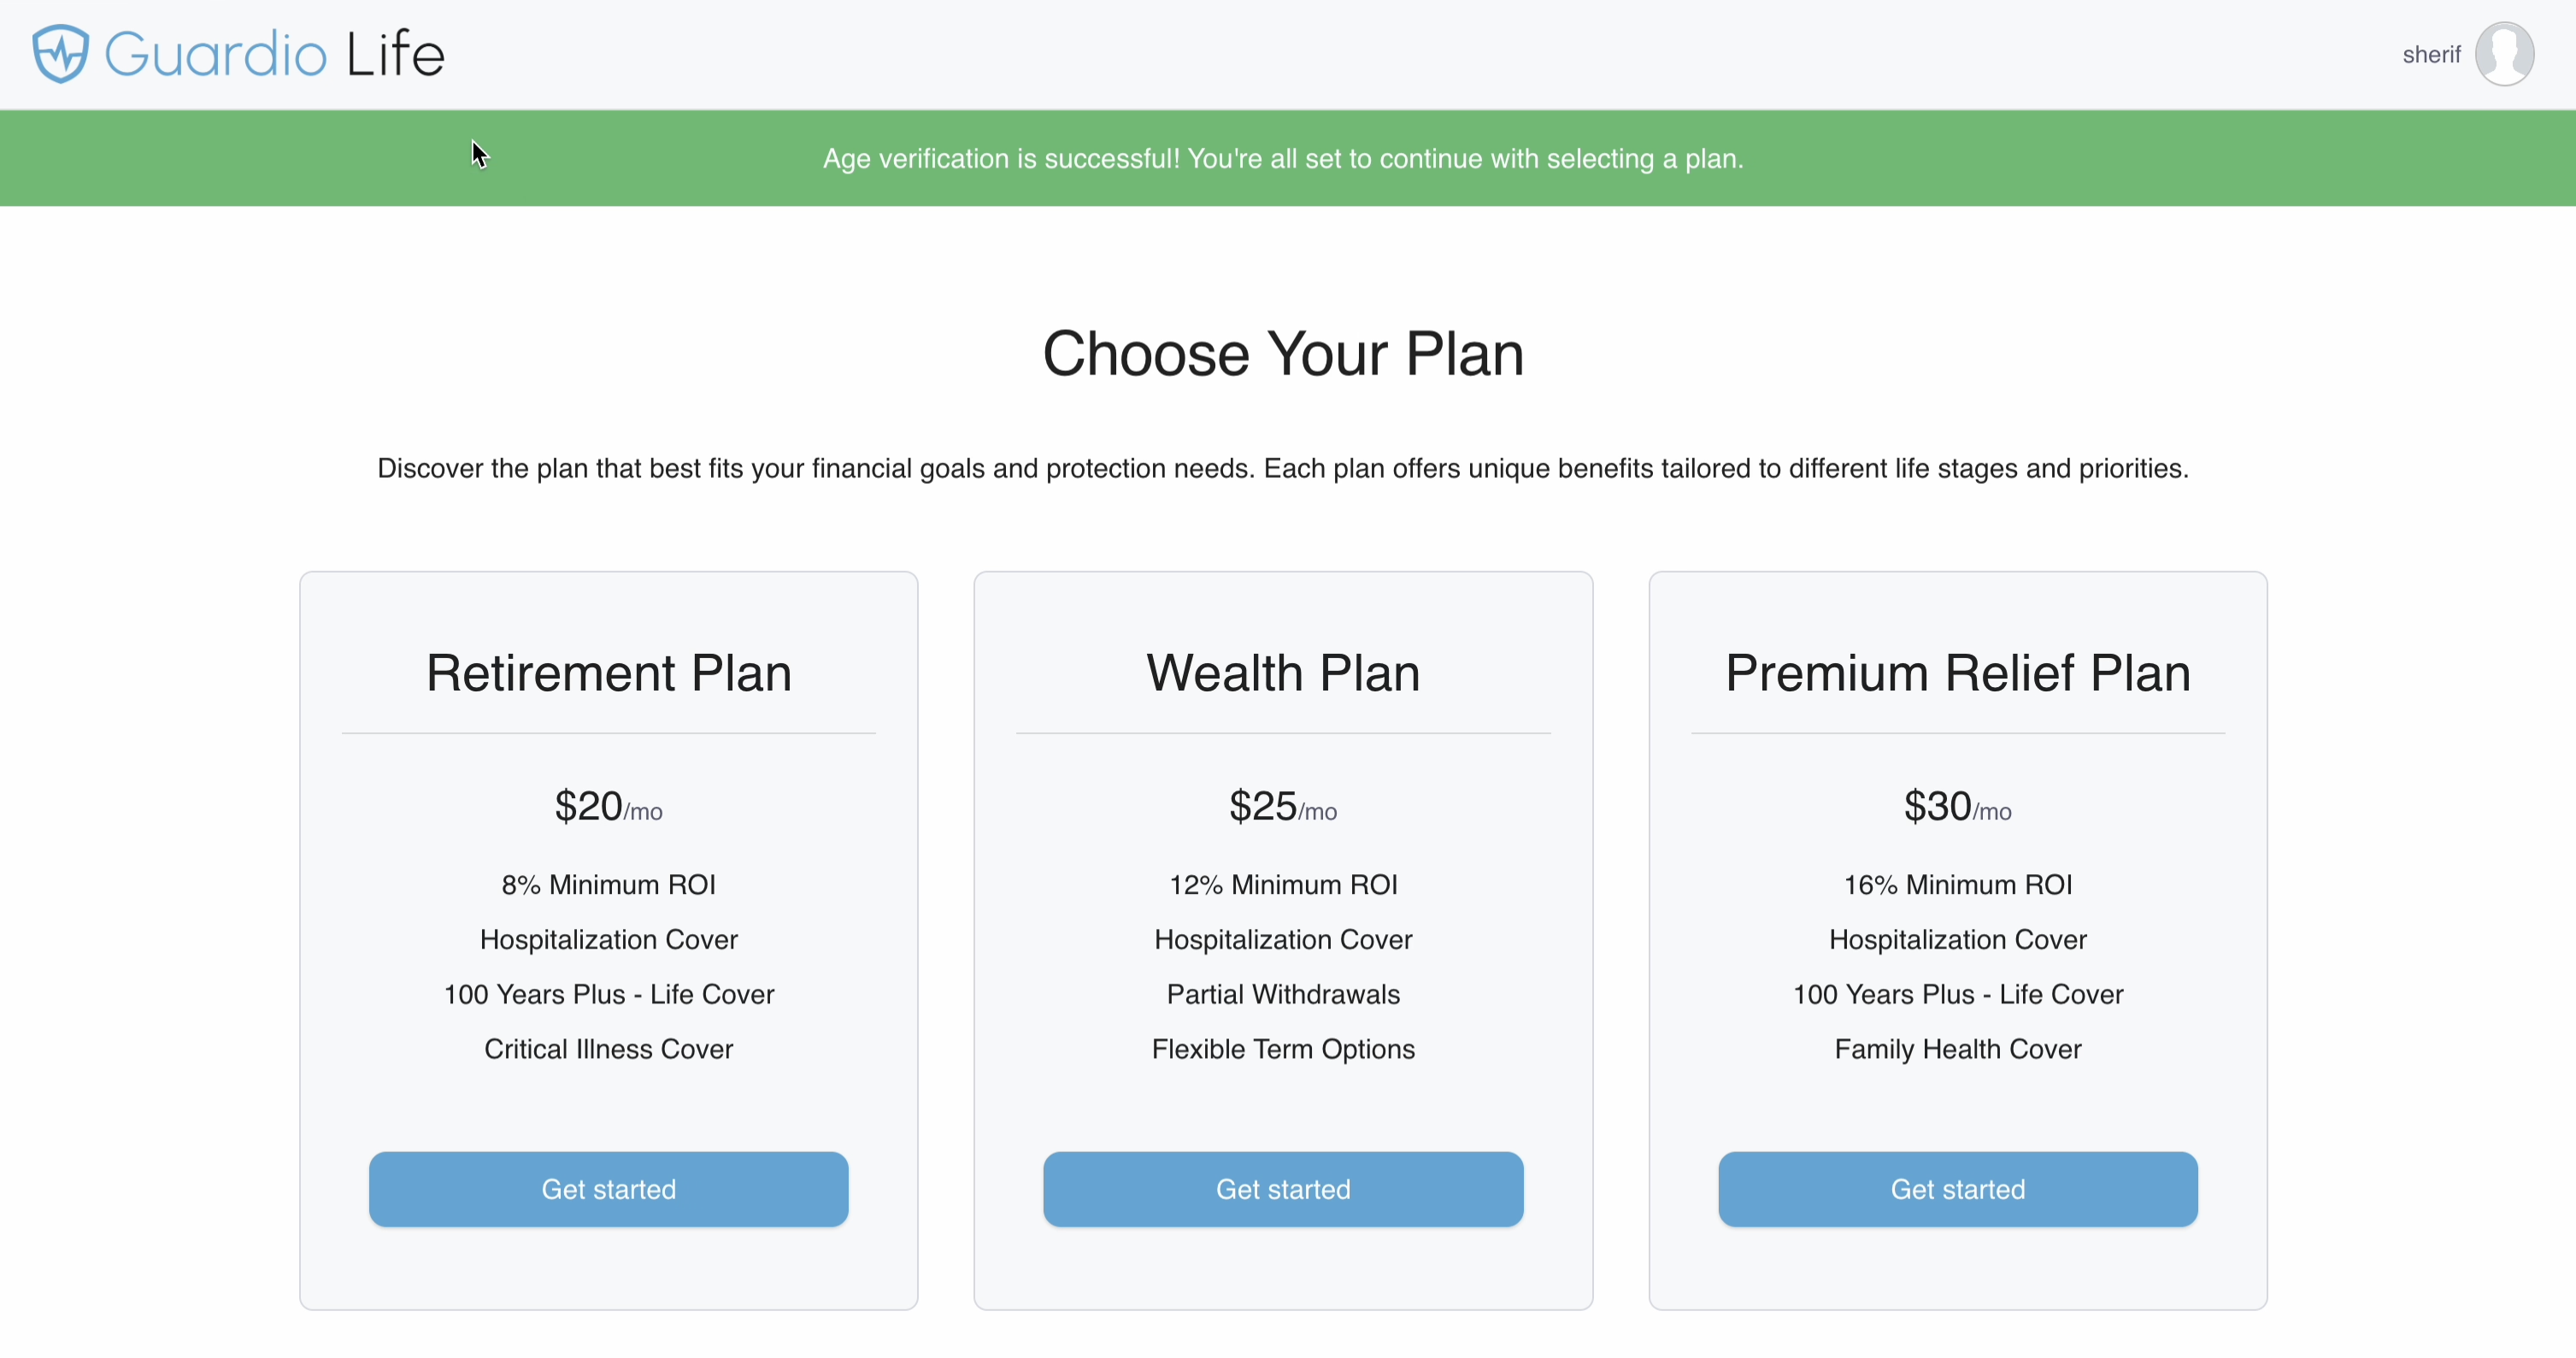 Guardio Life
sherif
Age verification is successful! You're all set to continue with selecting a plan.
Choose Your Plan
Discover the plan that best fits your financial goals and protection needs. Each plan offers unique benefits tailored to different life stages and priorities.
Retirement Plan
$20/mo
8% Minimum ROI
Hospitalization Cover
100 Years Plus - Life Cover
Critical Illness Cover
Get started
Wealth Plan
$25/mo
12% Minimum ROI
Hospitalization Cover
Partial Withdrawals
Flexible Term Options
Get started
Premium Relief Plan
$30/mo
16% Minimum ROI
Hospitalization Cover
100 Years Plus - Life Cover
Family Health Cover
Get started